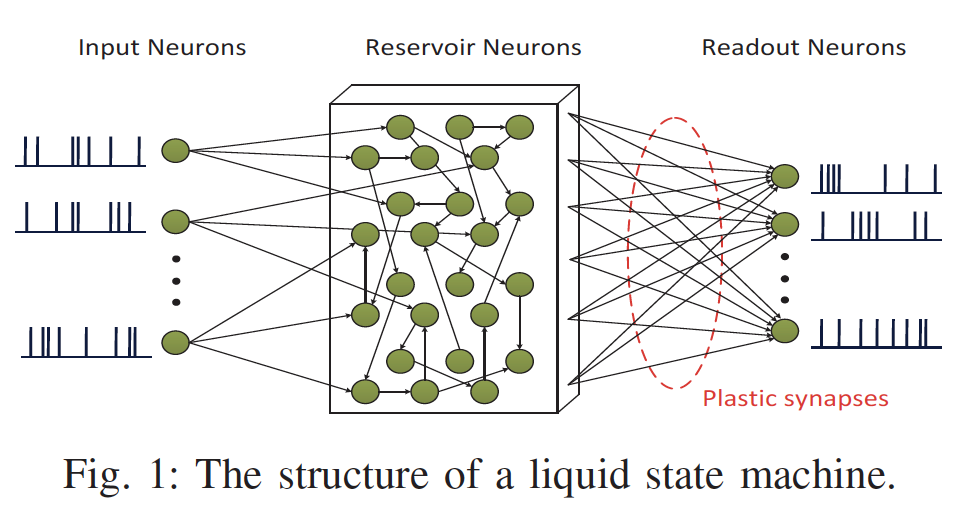 Input Neurons
Reservoir Neurons
Readout Neurons
Plastic synapses
Fig. 1: The structure of a liquid state machine.